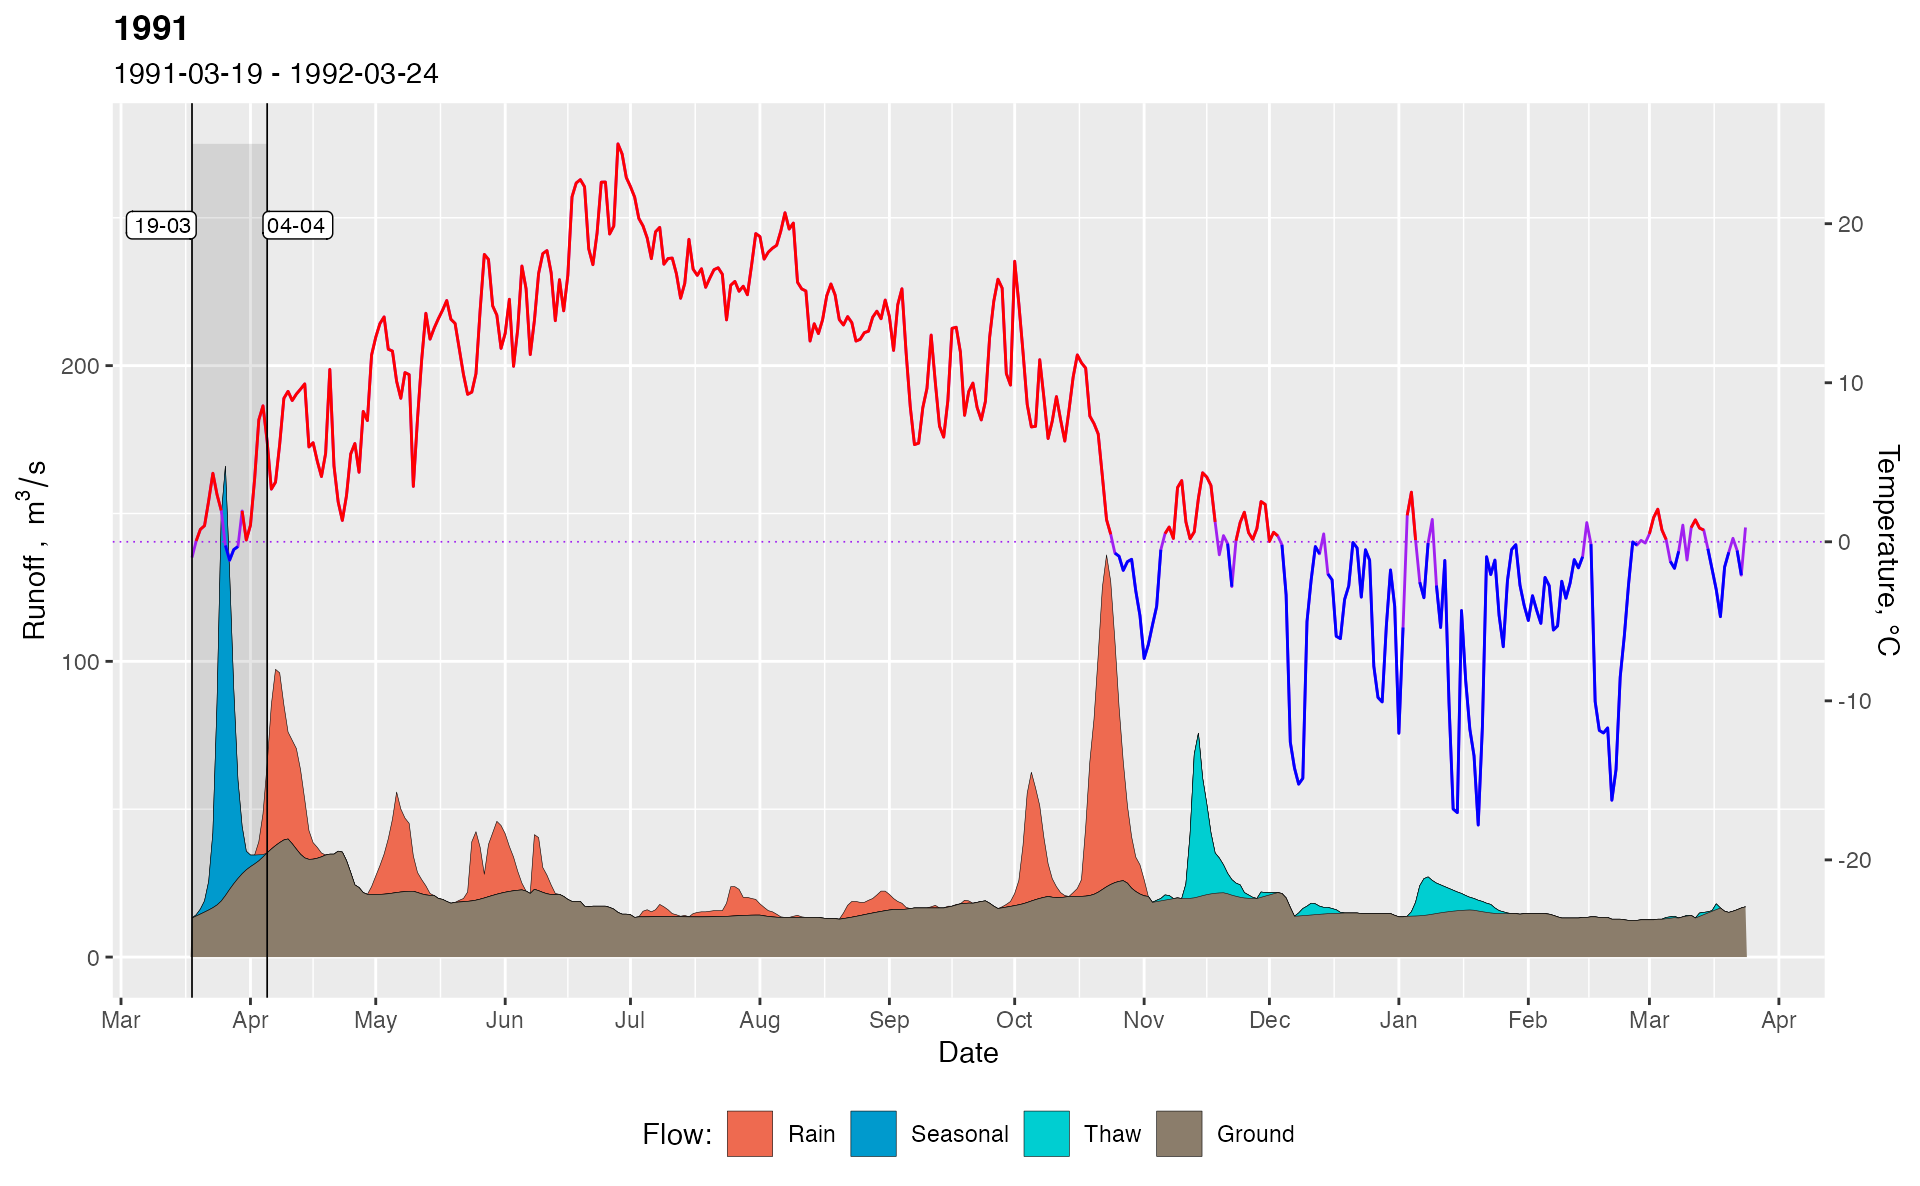 1991
1991-03-19 - 1992-03-24
19-03
04-04
200
100
0
20
10
0
-10
-20
Runoff , m³/s
Temperature, °C
Mar Apr May Jun Jul Aug Sep Oct Nov Dec Jan Feb Mar Apr
Date
Flow: Rain Seasonal Thaw Ground